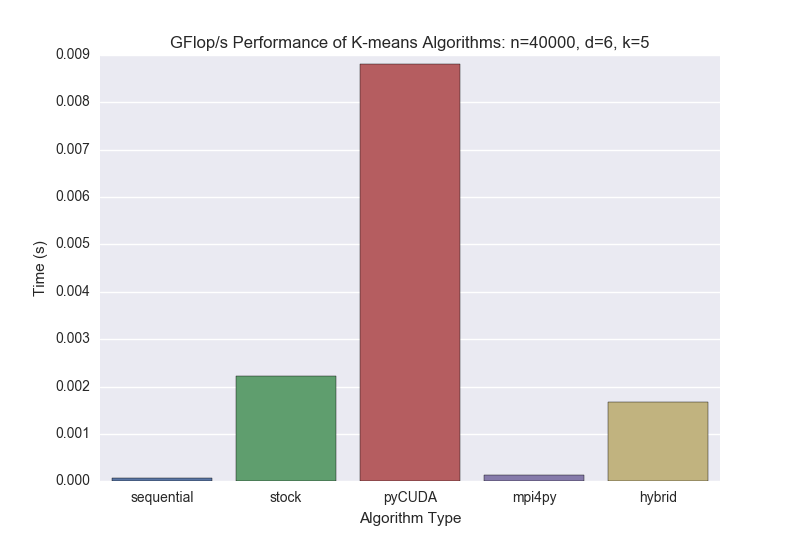 GFlop/s Performance of K-means Algorithms: n=40000, d=6, k=5
0.009
0.008
0.007
0.006
0.005
0.004
0.003
0.002
0.001
0.000
Time (s)
sequential stock pyCUDA mpi4py hybrid
Algorithm Type